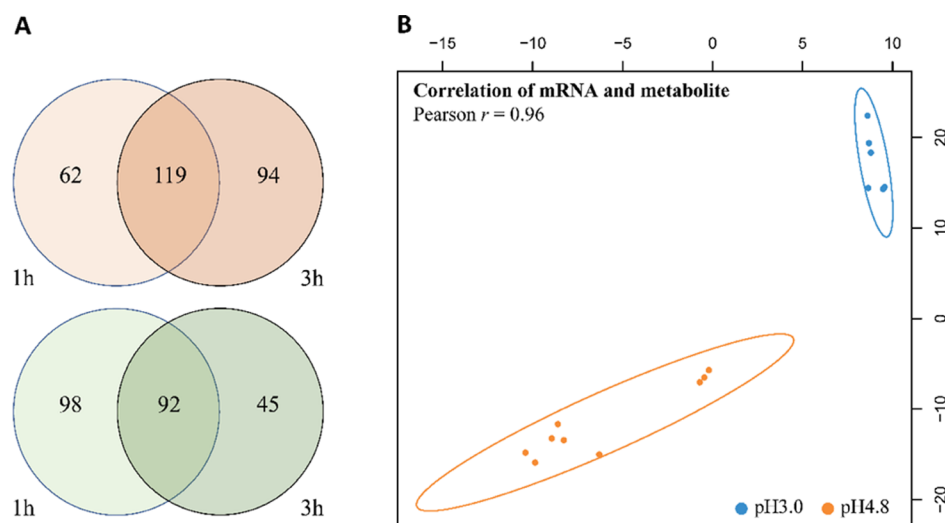 A
62 119 94
1h 3h
98 92 45
1h 3h
B
−15 −10 −5 0 5 10
Correlation of mRNA and metabolite
Pearson r = 0.96
20
10
0
−10
−20
pH3.0 pH4.8